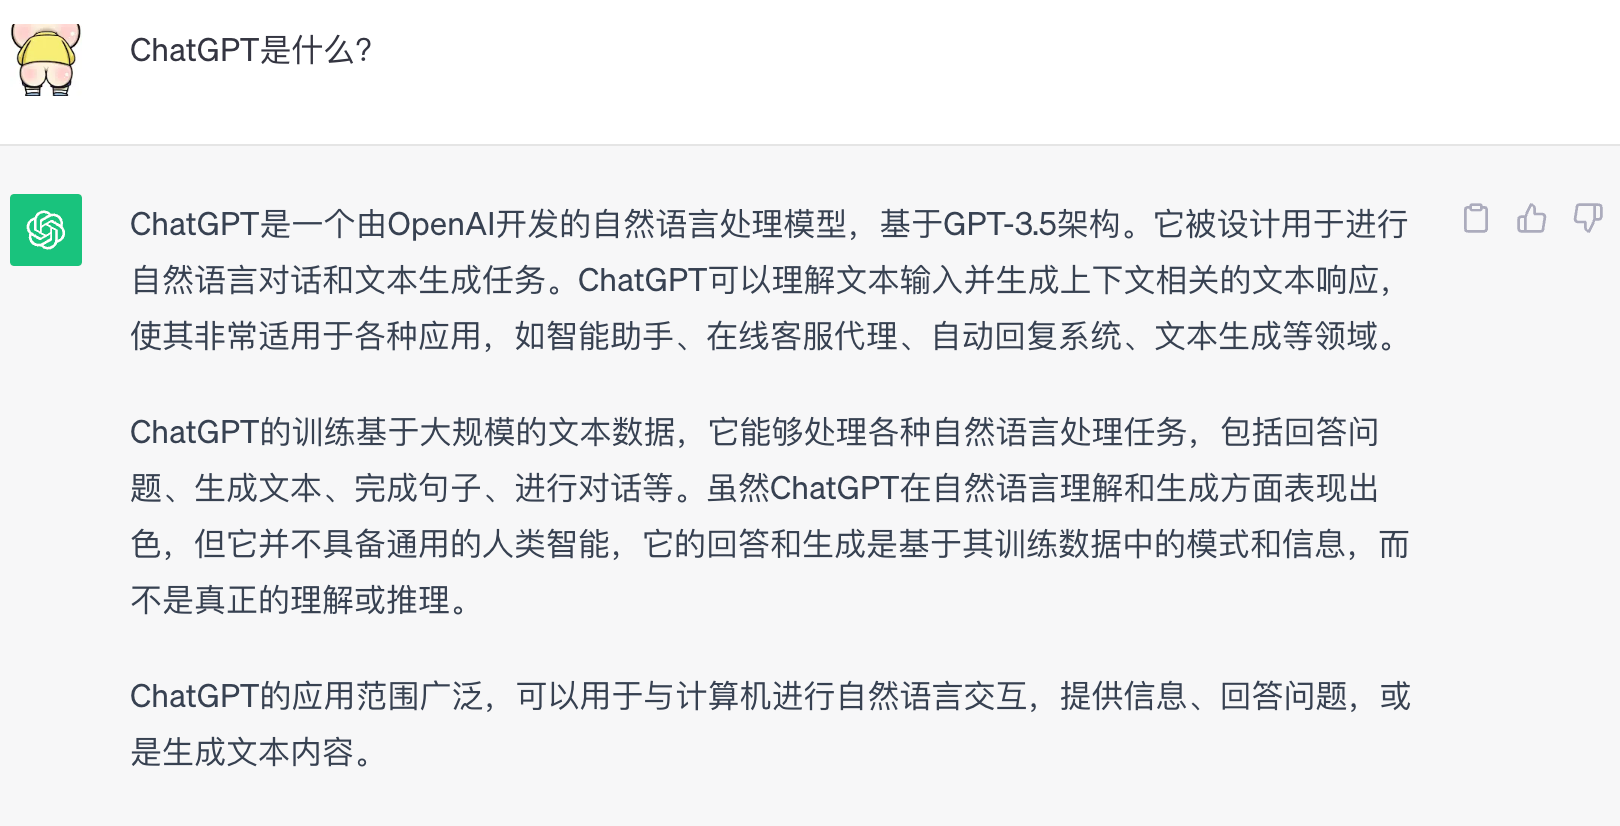 ChatGPT是什么?
ChatGPT是一个由OpenAI开发的自然语言处理模型，基于GPT-3.5架构。它被设计用于进行
自然语言对话和文本生成任务。ChatGPT可以理解文本输入并生成上下文相关的文本响应，
使其非常适用于各种应用，如智能助手、在线客服代理、自动回复系统、文本生成等领域。
ChatGPT的训练基于大规模的文本数据，它能够处理各种自然语言处理任务，包括回答问
题、生成文本、完成句子、进行对话等。虽然ChatGPT在自然语言理解和生成方面表现出
色，但它并不具备通用的人类智能，它的回答和生成是基于其训练数据中的模式和信息，而
不是真正的理解或推理。
ChatGPT的应用范围广泛，可以用于与计算机进行自然语言交互，提供信息、回答问题，或
是生成文本内容。